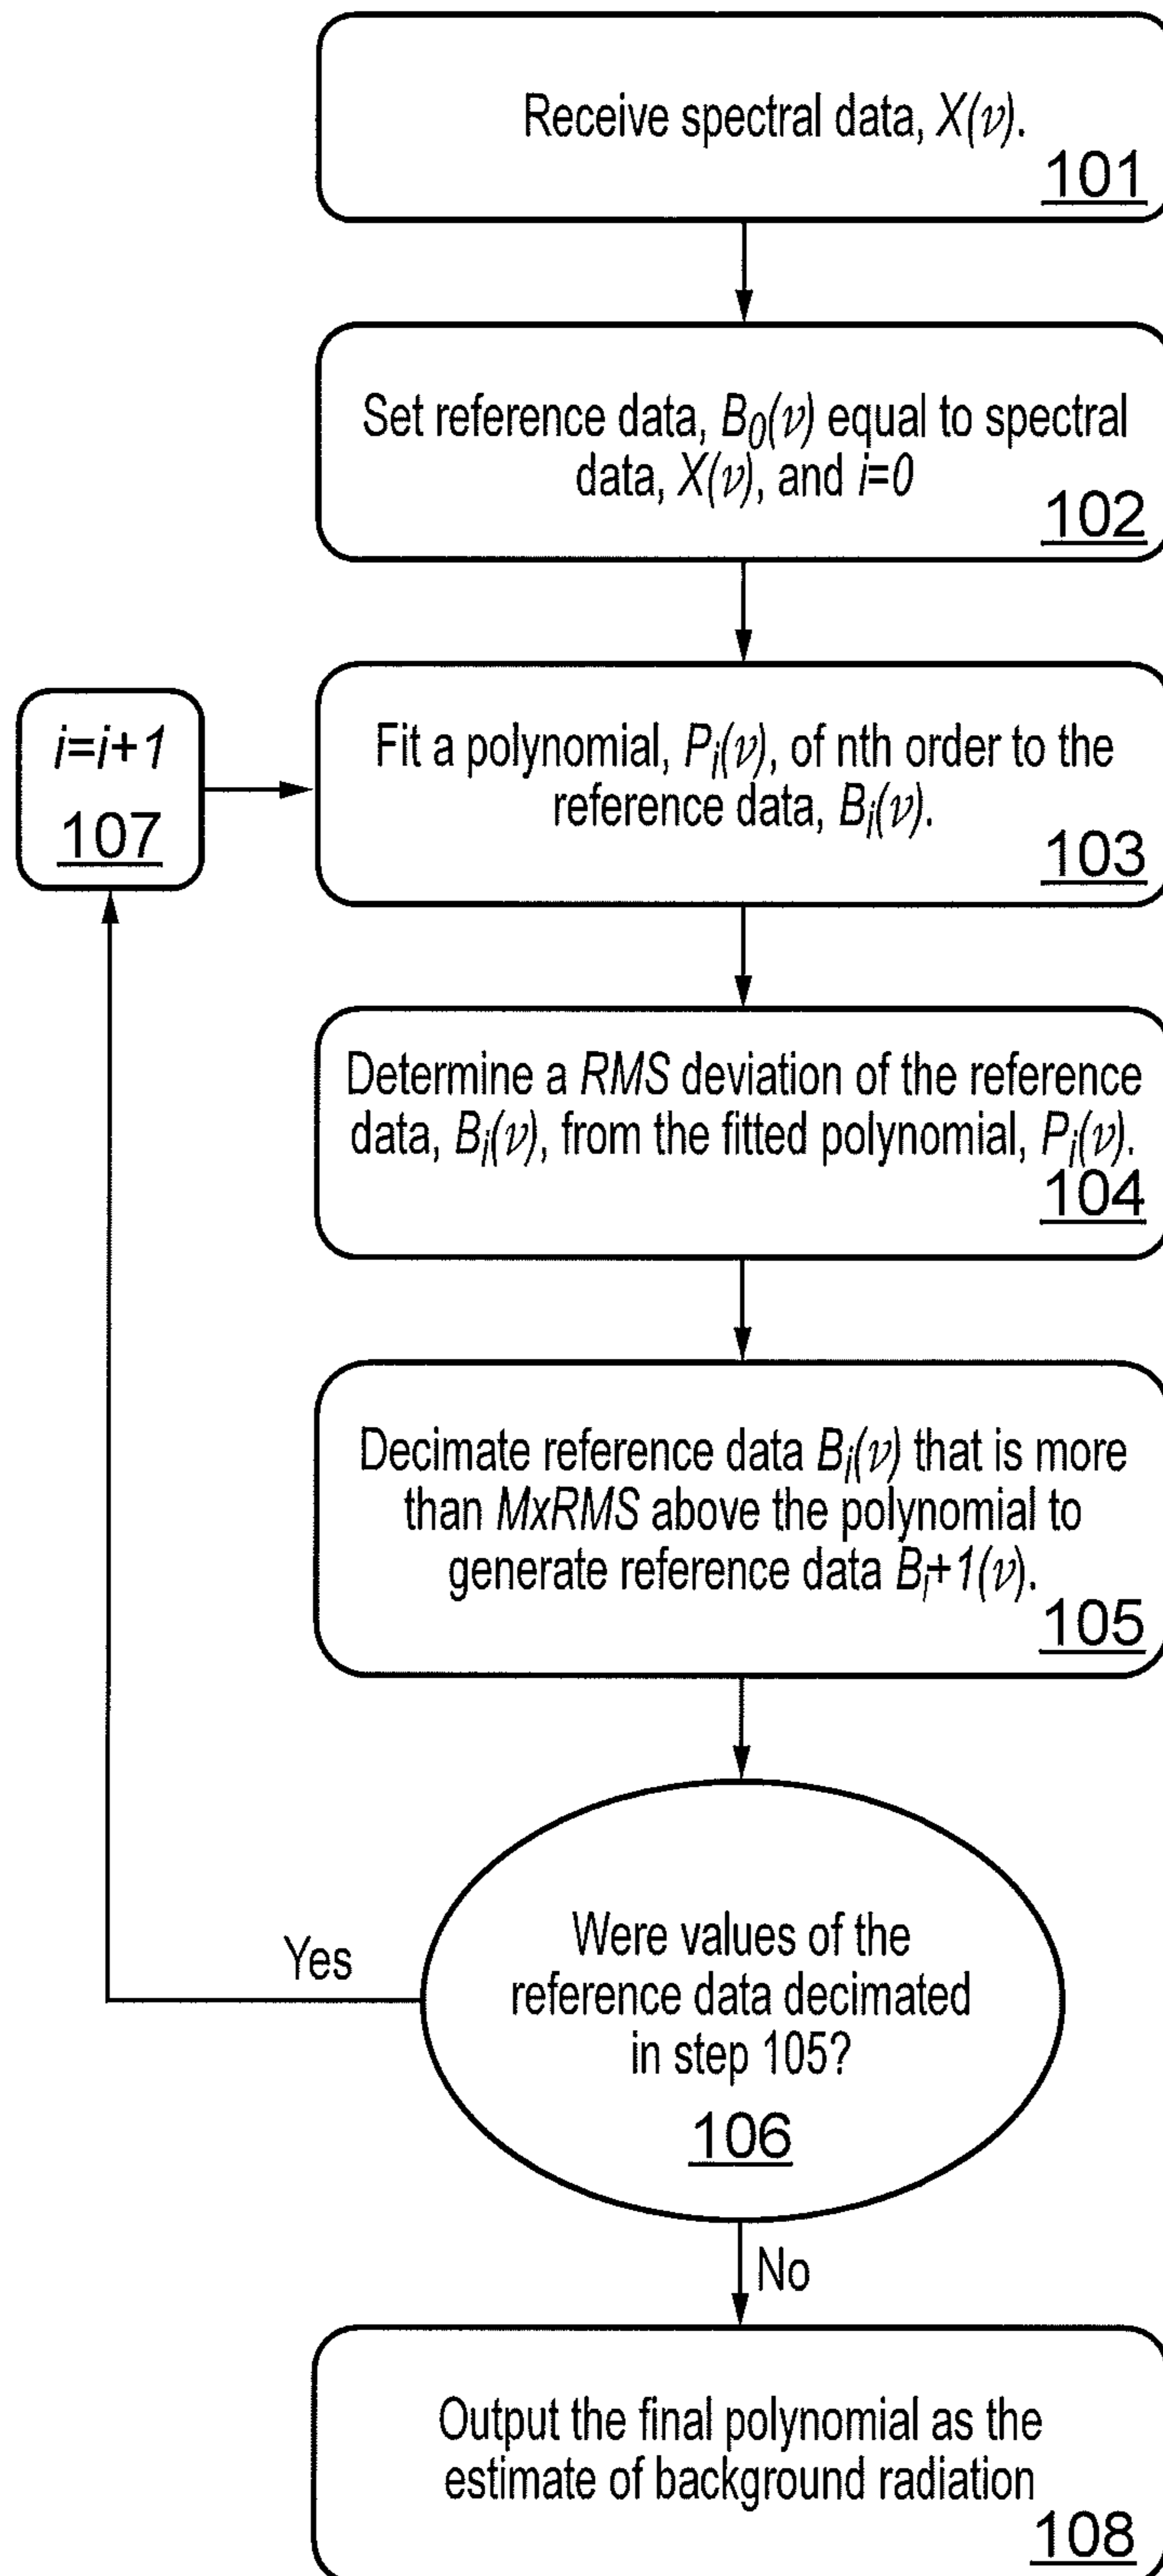 Receive spectral data, X(ν).
101
Set reference data, B₀(ν) equal to spectral
data, X(ν), and i=0
102
i=i+1
107
Fit a polynomial, Pᵢ(ν), of nth order to the
reference data, Bᵢ(ν).
103
Determine a RMS deviation of the reference
data, Bᵢ(ν), from the fitted polynomial, Pᵢ(ν).
104
Decimate reference data Bᵢ(ν) that is more
than MxRMS above the polynomial to
generate reference data Bᵢ+1(ν).
105
Yes
Were values of the
reference data decimated
in step 105?
106
No
Output the final polynomial as the
estimate of background radiation
108